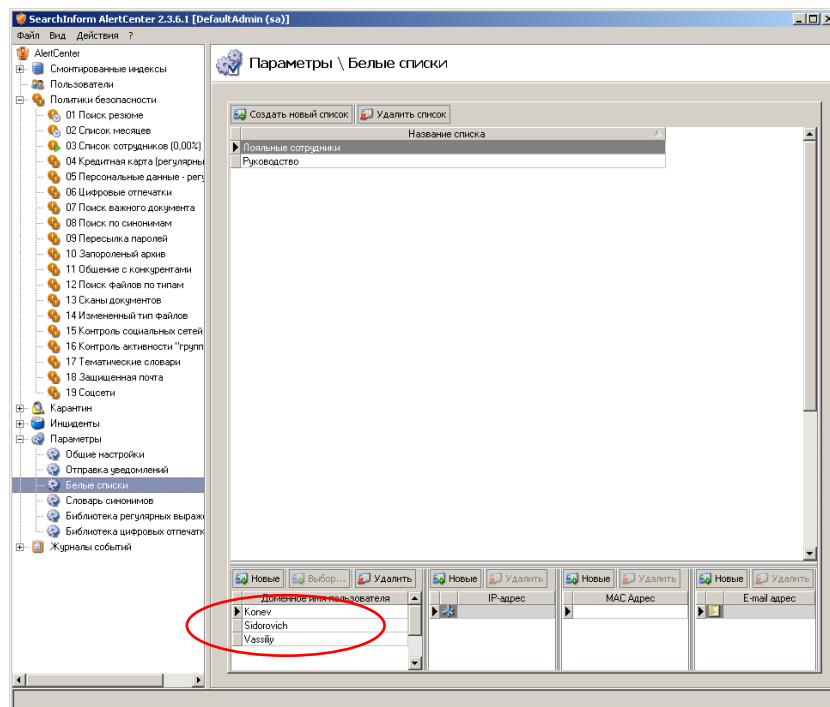 SearchInform AlertCenter 2.3.6.1 [DefaultAdmin (sa)]
Файл Вид Действия ?
AlertCenter
Смонтированные индексы
Пользователи
Политики безопасности
01 Поиск резюме
02 Список месяцев
03 Список сотрудников (0,00%)
04 Кредитная карта (регулярны
05 Персональные данные - рег
06 Цифровые отпечатки
07 Поиск важного документа
08 Поиск по синонимам
09 Пересылка паролей
10 Запороленый архив
11 Общение с конкурентами
12 Поиск файлов по типам
13 Сканы документов
14 Измененный тип файлов
15 Контроль социальных сетей
16 Контроль активности "групп
17 Тематические словари
18 Защищенная почта
19 Соцсети
Карантин
Инциденты
Параметры
Общие настройки
Отправка уведомлений
Белые списки
Словарь синонимов
Библиотека регулярных выраж
Библиотека цифровых отпечатк
Журналы событий
Параметры \ Белые списки
Создать новый список Удалить список
Название списка
Лояльные сотрудники
Руководство
Новые Выбор... Удалить Новые Удалить Новые Удалить Новые Удалить
Доменное имя пользователя IP-адрес MAC Адрес E-mail адрес
Konev
Sidorovich
Vassiliy